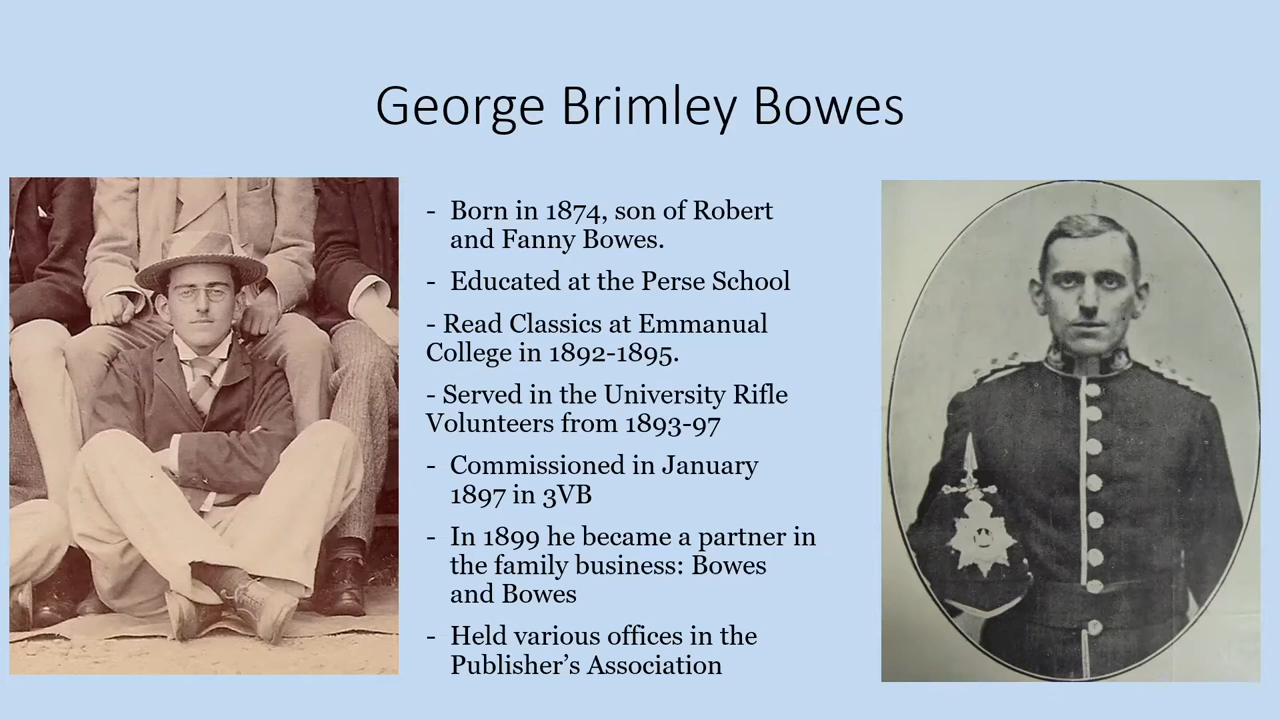 George Brimley Bowes
- Born in 1874, son of Robert
and Fanny Bowes.
- Educated at the Perse School
- Read Classics at Emmanual
College in 1892-1895.
- Served in the University Rifle
Volunteers from 1893-97
- Commissioned in January
1897 in 3VB
- In 1899 he became a partner in
the family business: Bowes
and Bowes
- Held various offices in the
Publisher’s Association